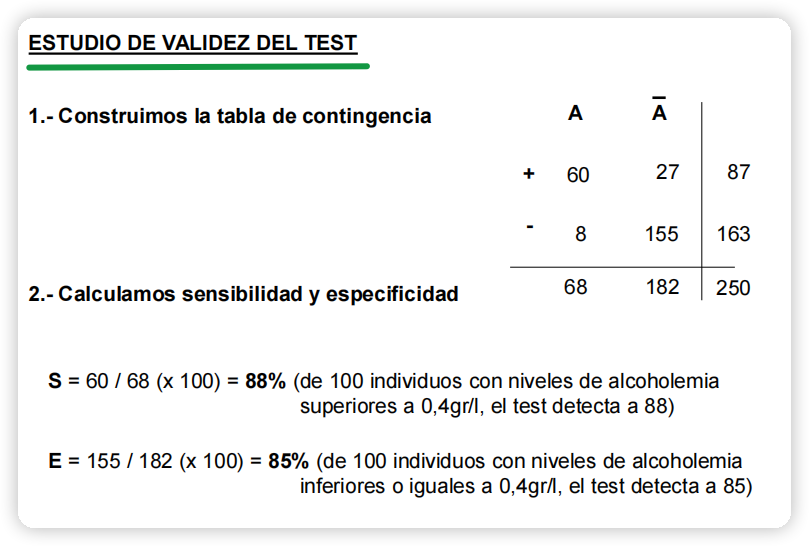 ESTUDIO DE VALIDEZ DEL TEST
1.- Construimos la tabla de contingencia
A A̅
+ 60 27 87
- 8 155 163
68 182 250
2.- Calculamos sensibilidad y especificidad
S = 60 / 68 (x 100) = 88% (de 100 individuos con niveles de alcoholemia
superiores a 0,4gr/l, el test detecta a 88)
E = 155 / 182 (x 100) = 85% (de 100 individuos con niveles de alcoholemia
inferiores o iguales a 0,4gr/l, el test detecta a 85)